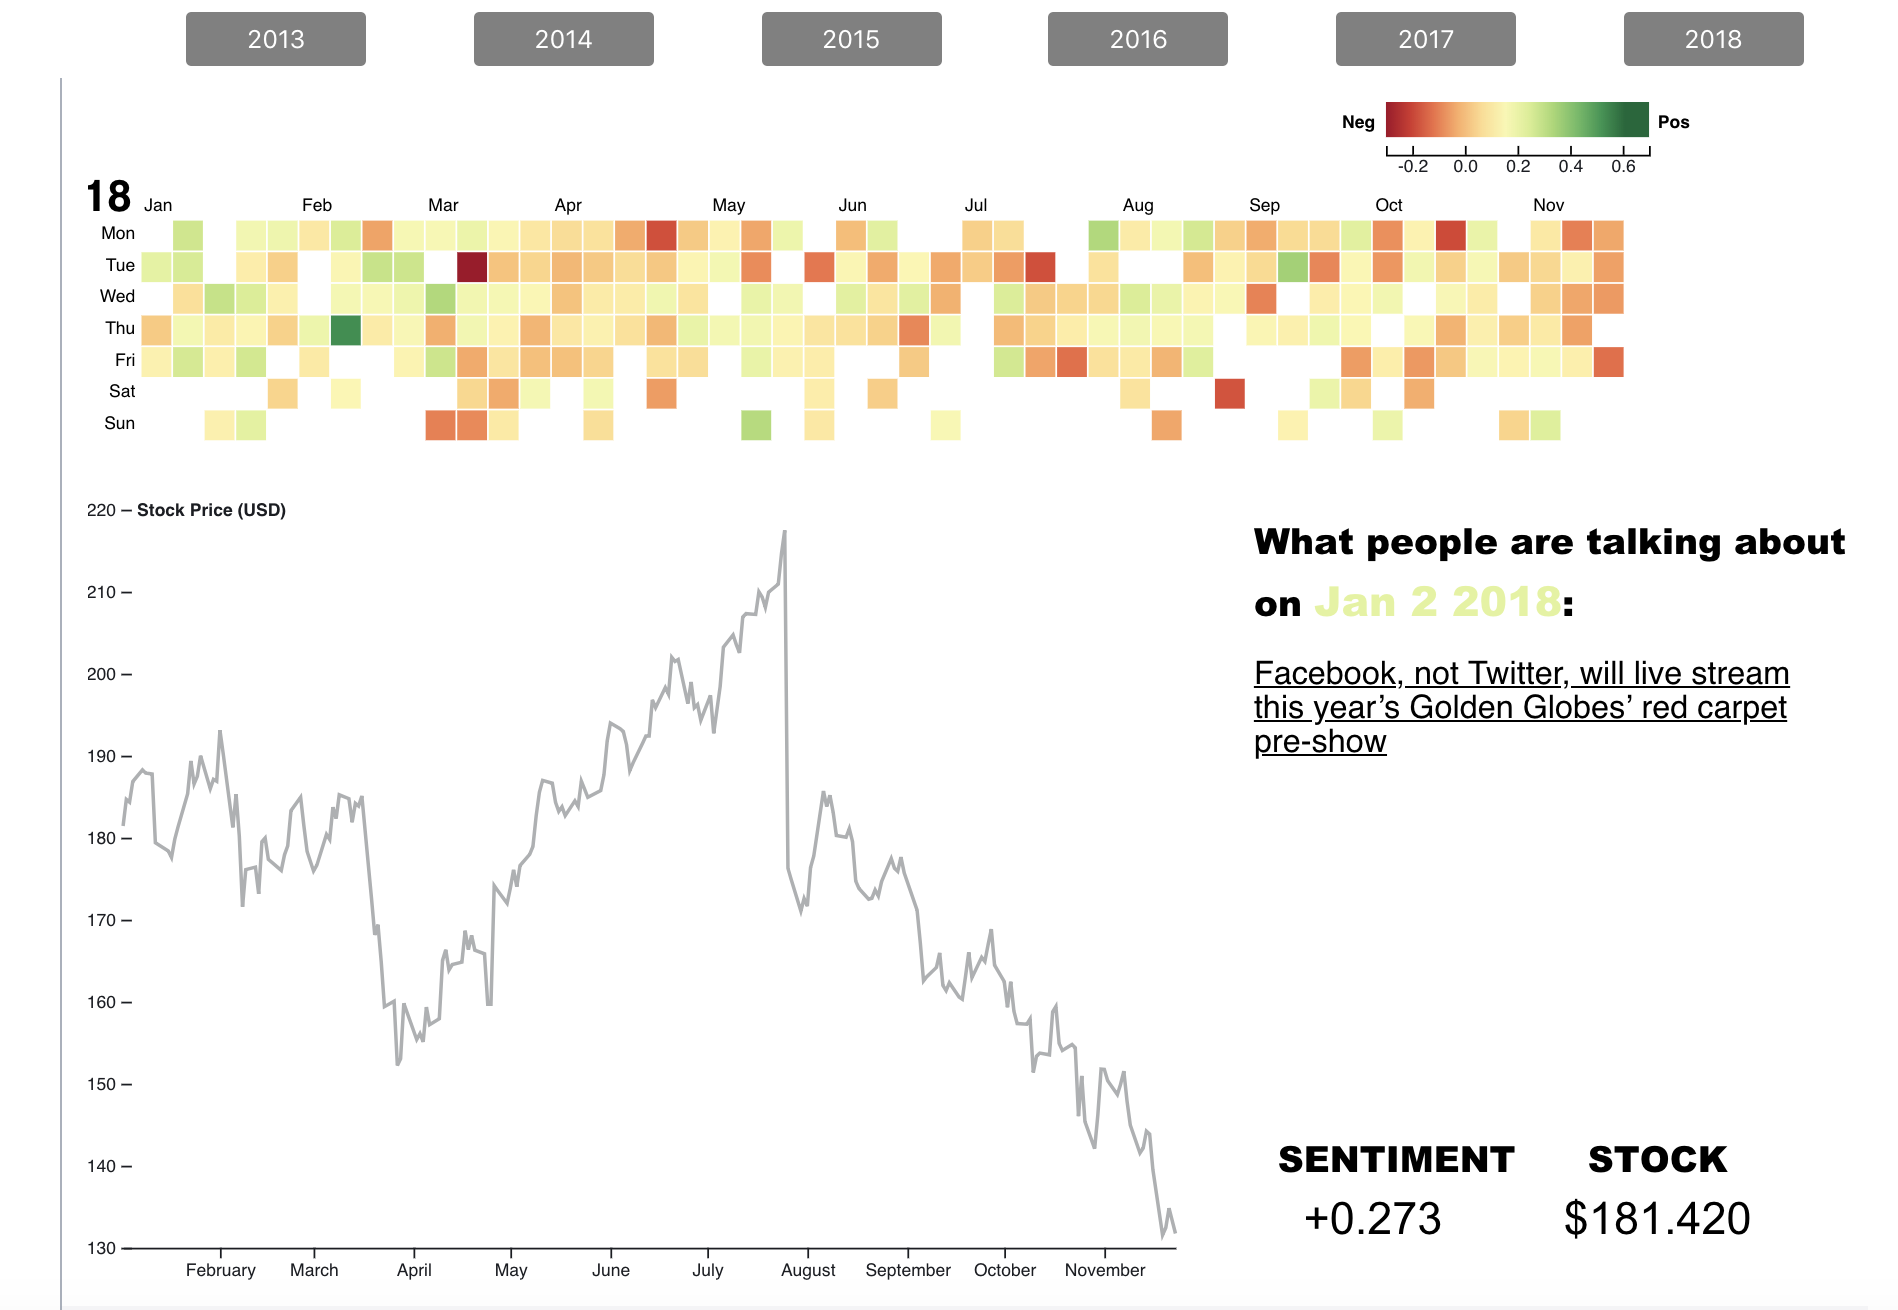 2013 2014 2015 2016 2017 2018
Neg Pos
-0.2 0.0 0.2 0.4 0.6
18 Jan Feb Mar Apr May Jun Jul Aug Sep Oct Nov
Mon
Tue
Wed
Thu
Fri
Sat
Sun
220 Stock Price (USD)
210
200
190
180
170
160
150
140
130
February March April May June July August September October November
What people are talking about
on Jan 2 2018:
Facebook, not Twitter, will live stream
this year’s Golden Globes’ red carpet
pre-show
SENTIMENT STOCK
+0.273 $181.420